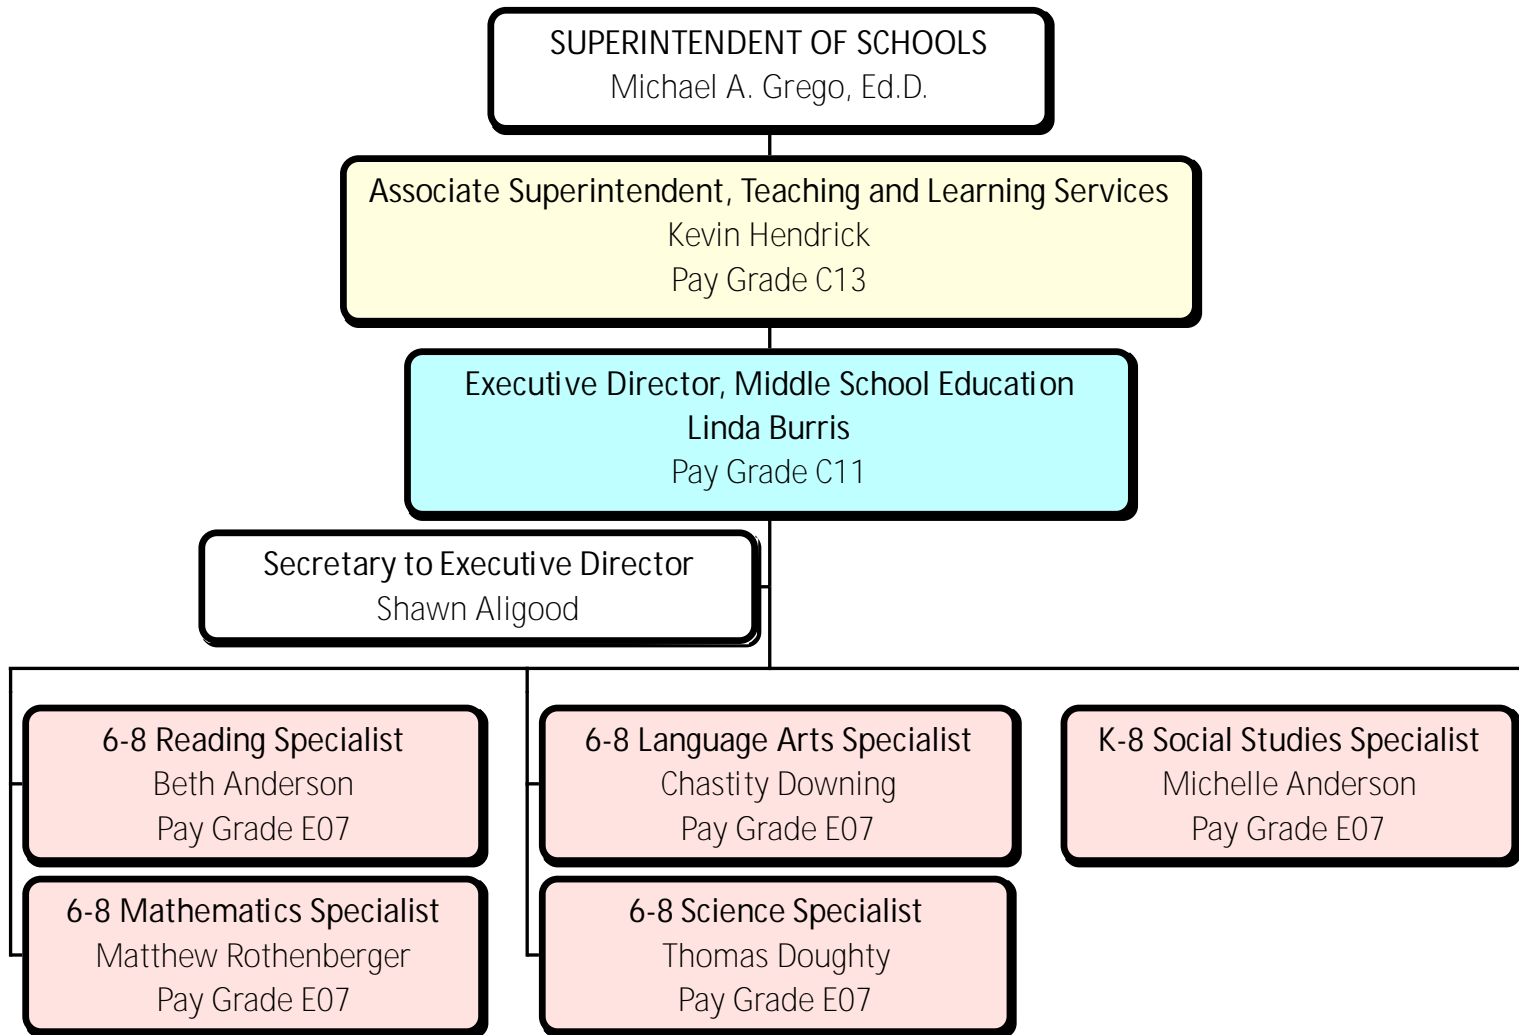 SUPERINTENDENT OF SCHOOLS
Michael A. Grego, Ed.D.
Associate Superintendent, Teaching and Learning Services
Kevin Hendrick
Pay Grade C13
Executive Director, Middle School Education
Linda Burris
Pay Grade C11
Secretary to Executive Director
Shawn Aligood
6-8 Reading Specialist
Beth Anderson
Pay Grade E07
6-8 Mathematics Specialist
Matthew Rothenberger
Pay Grade E07
6-8 Language Arts Specialist
Chastity Downing
Pay Grade E07
6-8 Science Specialist
Thomas Doughty
Pay Grade E07
K-8 Social Studies Specialist
Michelle Anderson
Pay Grade E07